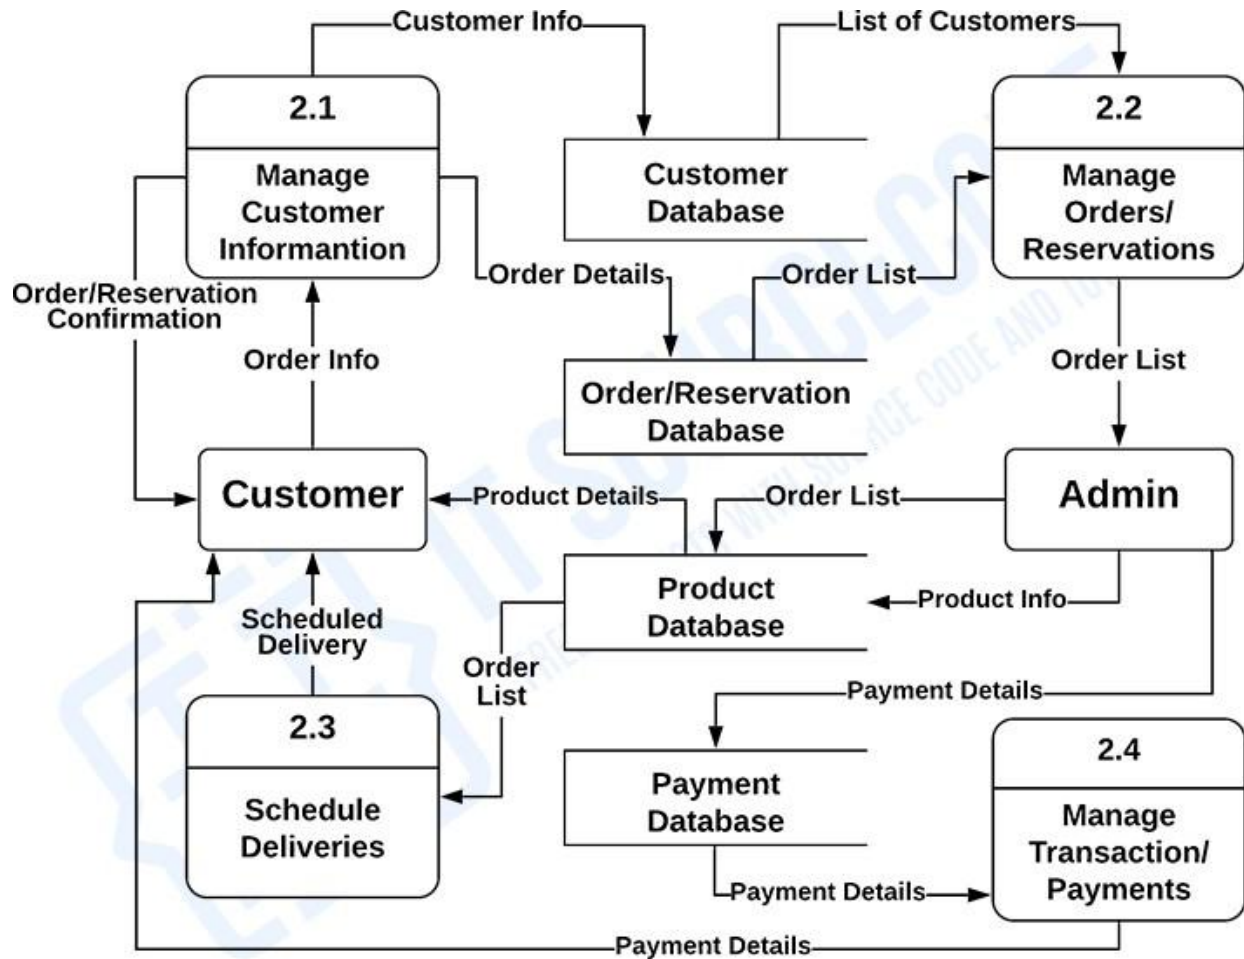 Customer Info
List of Customers
2.1
Manage
Customer
Informantion
2.2
Manage
Orders/
Reservations
Customer
Database
Order Details
Order List
Order/Reservation
Confirmation
Order Info
Order List
Order/Reservation
Database
Customer
Product Details
Order List
Admin
Product
Database
Product Info
Scheduled
Delivery
Order
List
Payment Details
2.3
Schedule
Deliveries
Payment
Database
2.4
Manage
Transaction/
Payments
Payment Details
Payment Details